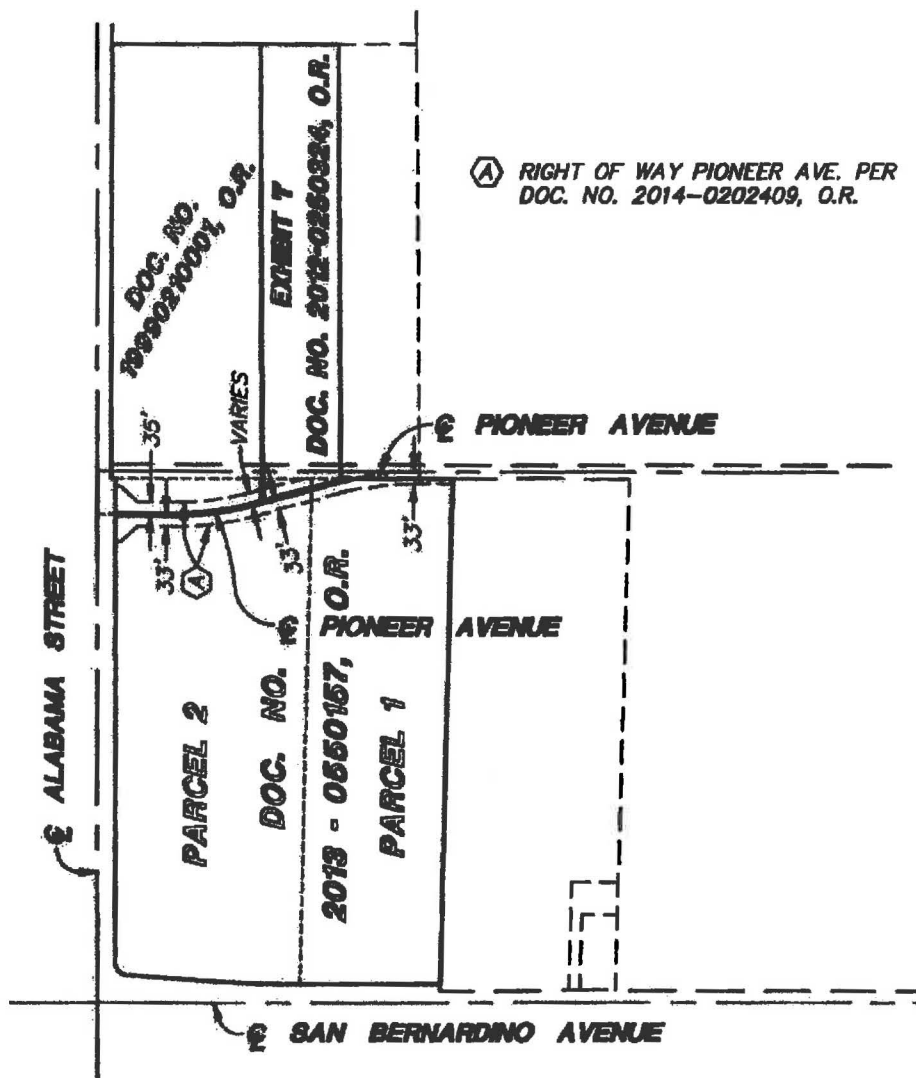 DOC. NO.
19990210001, O.R.
EXHIBIT 7
DOC. NO. 2012-0250324, O.R.
Ⓐ RIGHT OF WAY PIONEER AVE. PER
DOC. NO. 2014-0202409, O.R.
35'
VARIES
℄ PIONEER AVENUE
33'
A
33'
33'
℄ PIONEER AVENUE
℄ ALABAMA STREET
PARCEL 2
DOC. NO.
2013 - 0550157, O.R.
PARCEL 1
℄ SAN BERNARDINO AVENUE